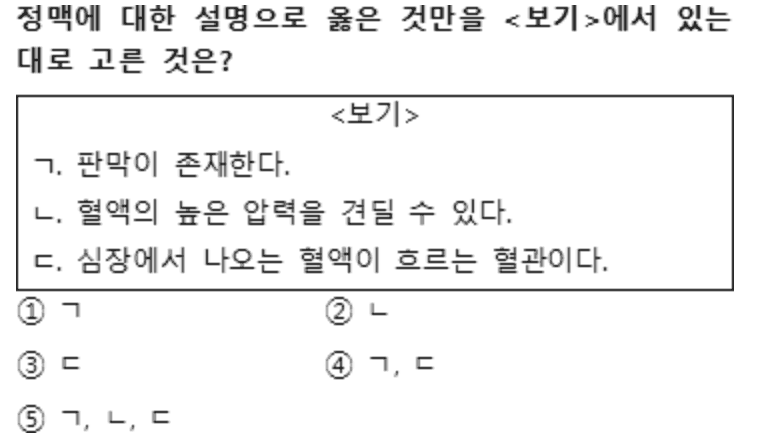 정맥에 대한 설명으로 옳은 것만을 <보기>에서 있는
대로 고른 것은?
<보기>
ㄱ. 판막이 존재한다.
ㄴ. 혈액의 높은 압력을 견딜 수 있다.
ㄷ. 심장에서 나오는 혈액이 흐르는 혈관이다.
① ㄱ ② ㄴ
③ ㄷ ④ ㄱ, ㄷ
⑤ ㄱ, ㄴ, ㄷ